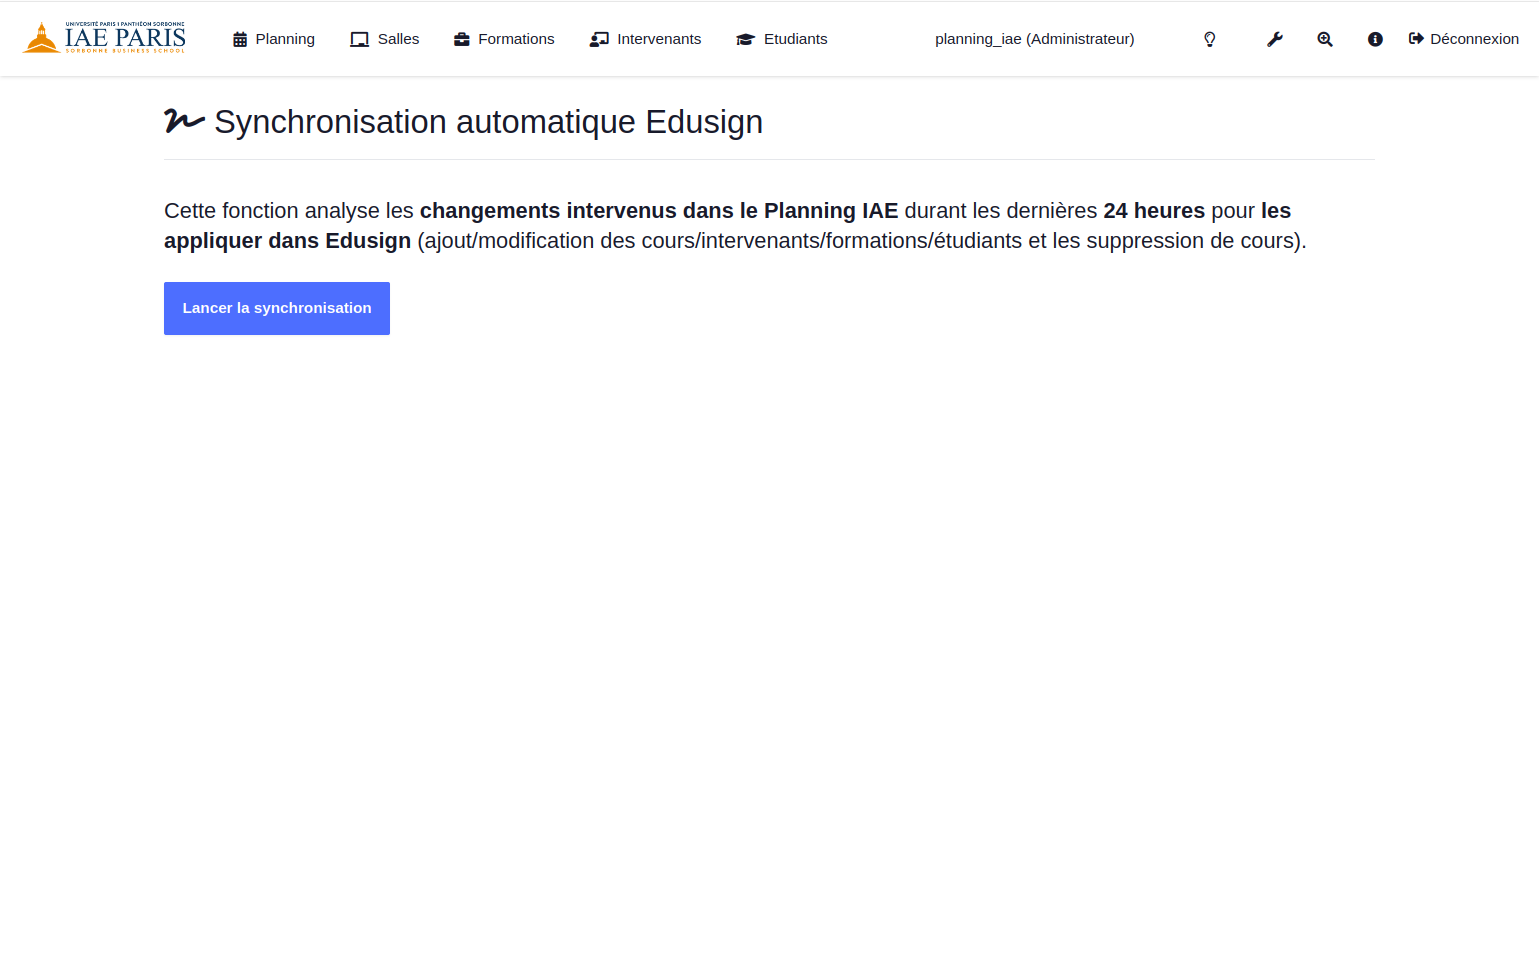 UNIVERSITÉ PARIS 1 PANTHÉON SORBONNE
IAE PARIS
SORBONNE BUSINESS SCHOOL
Planning
Salles
Formations
Intervenants
Etudiants
planning_iae (Administrateur)
Déconnexion
Synchronisation automatique Edusign
Cette fonction analyse les changements intervenus dans le Planning IAE durant les dernières 24 heures pour les
appliquer dans Edusign (ajout/modification des cours/intervenants/formations/étudiants et les suppression de cours).
Lancer la synchronisation